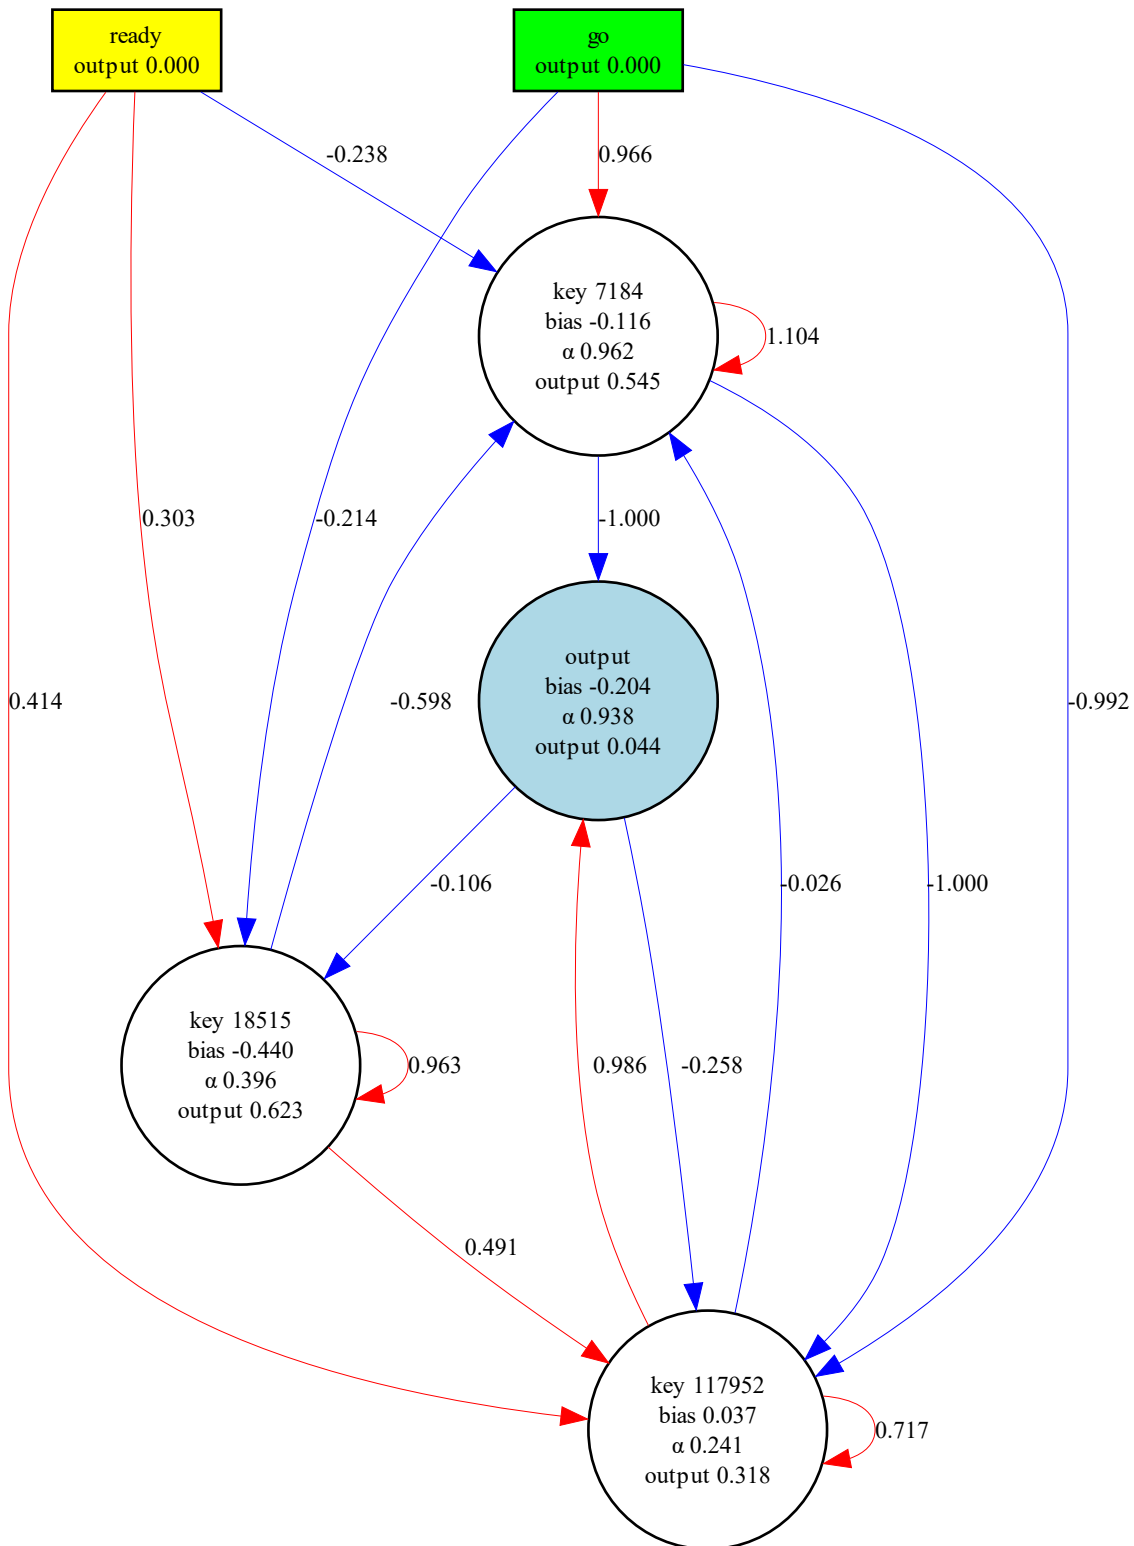 ready
output 0.000
go
output 0.000
-0.238
0.966
key 7184
bias -0.116
α 0.962
output 0.545
1.104
0.303
-0.214
-1.000
output
bias -0.204
α 0.938
output 0.044
0.414
-0.598
-0.992
-0.106
-0.026
-1.000
key 18515
bias -0.440
α 0.396
output 0.623
0.963
0.986
-0.258
0.491
key 117952
bias 0.037
α 0.241
output 0.318
0.717